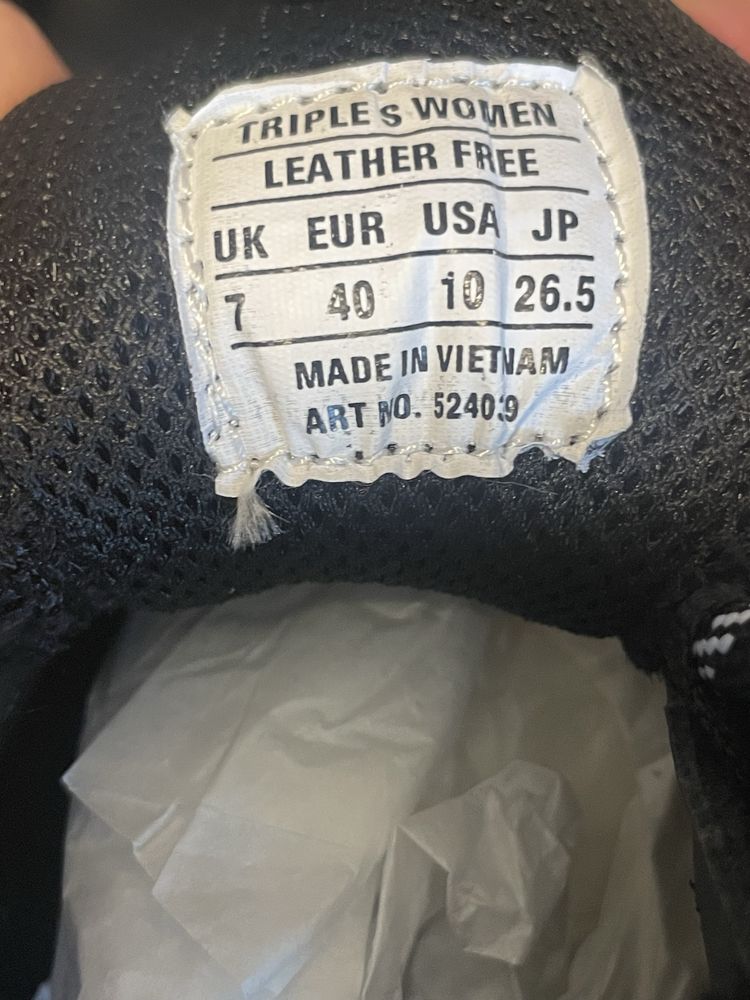 TRIPLE S WOMEN
LEATHER FREE
UK EUR USA JP
7 40 10 26.5
MADE IN VIETNAM
ART NO. 524039